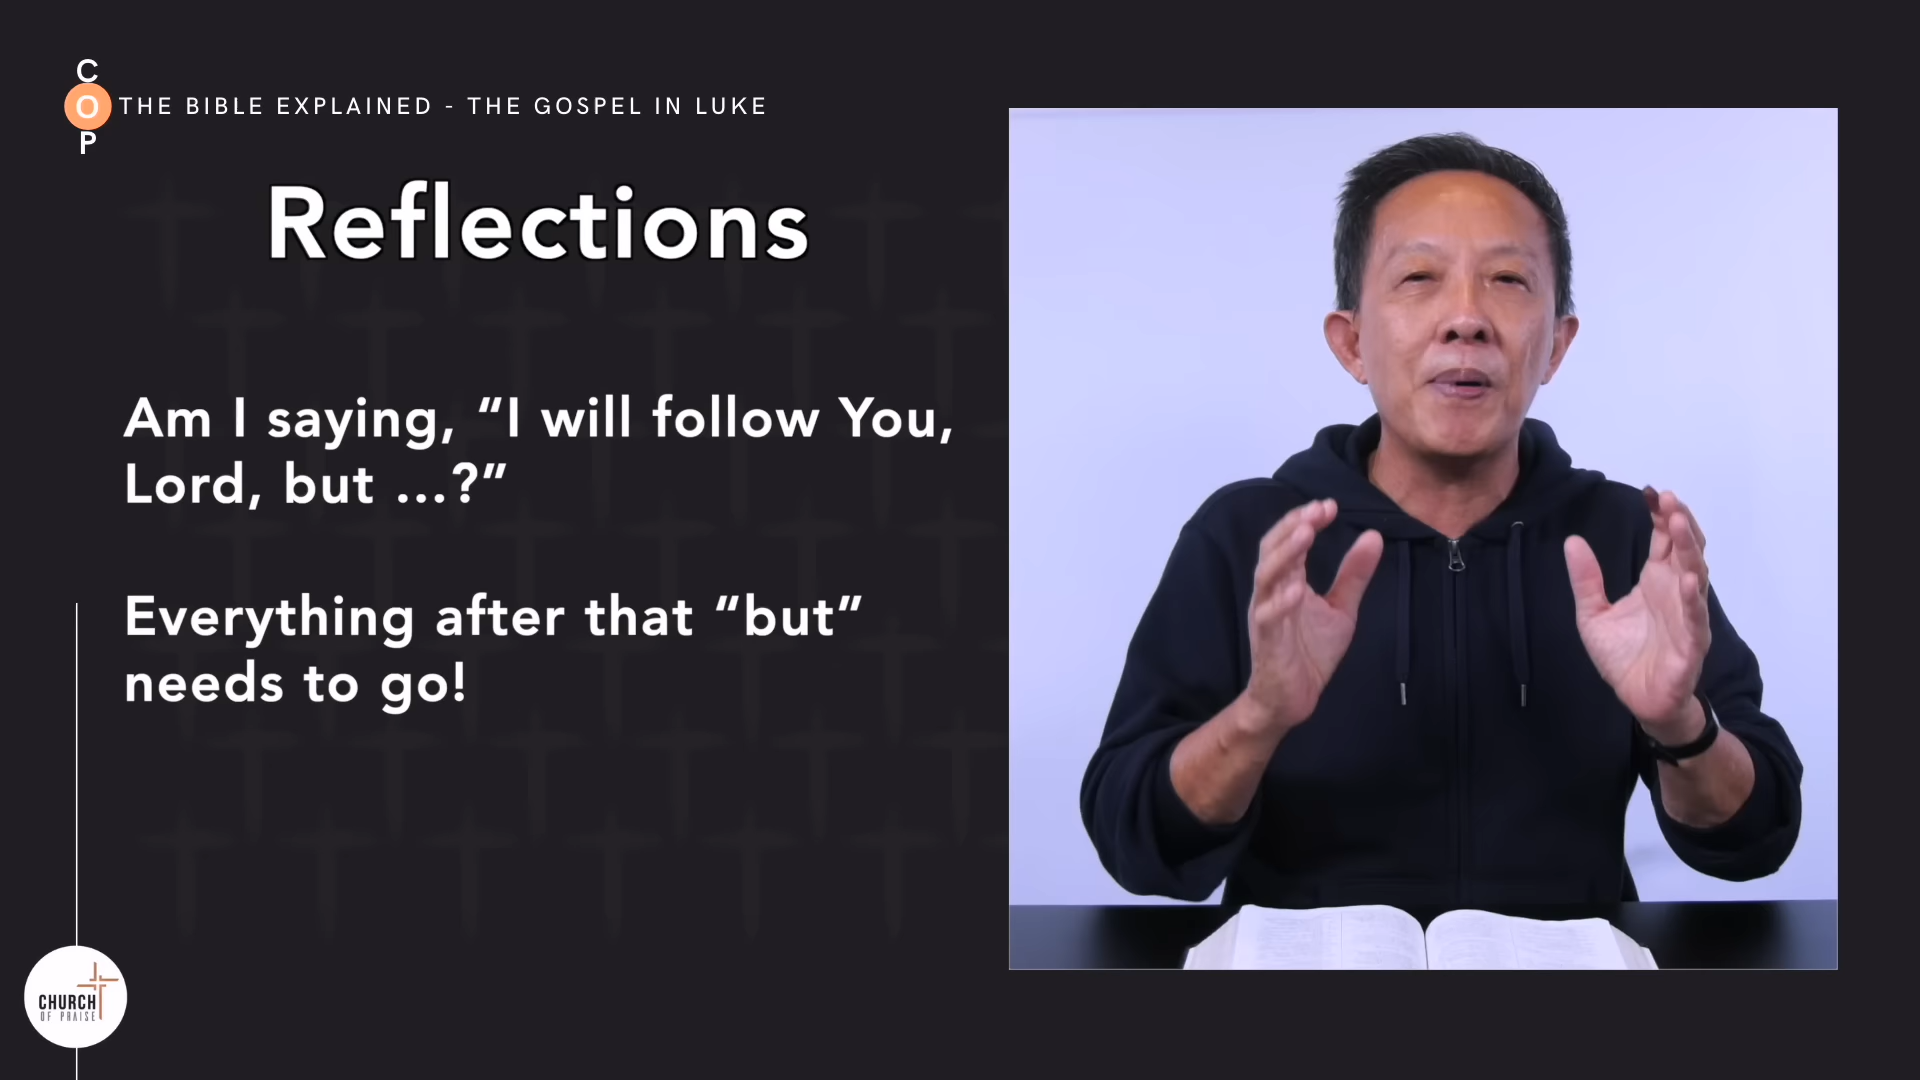 C
O
P
THE BIBLE EXPLAINED - THE GOSPEL IN LUKE
Reflections
Am I saying, “I will follow You,
Lord, but ...?”
Everything after that “but”
needs to go!
CHURCH
OF PRAISE